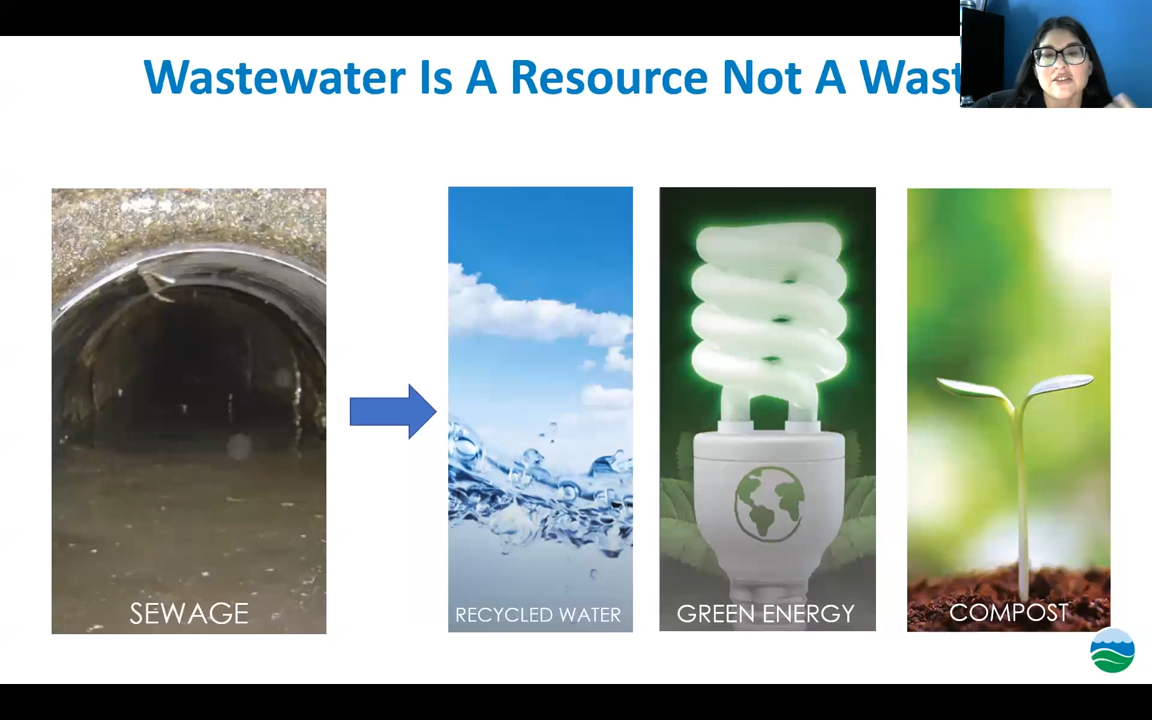 Wastewater Is A Resource Not A Wast
SEWAGE
RECYCLED WATER
GREEN ENERGY
COMPOST